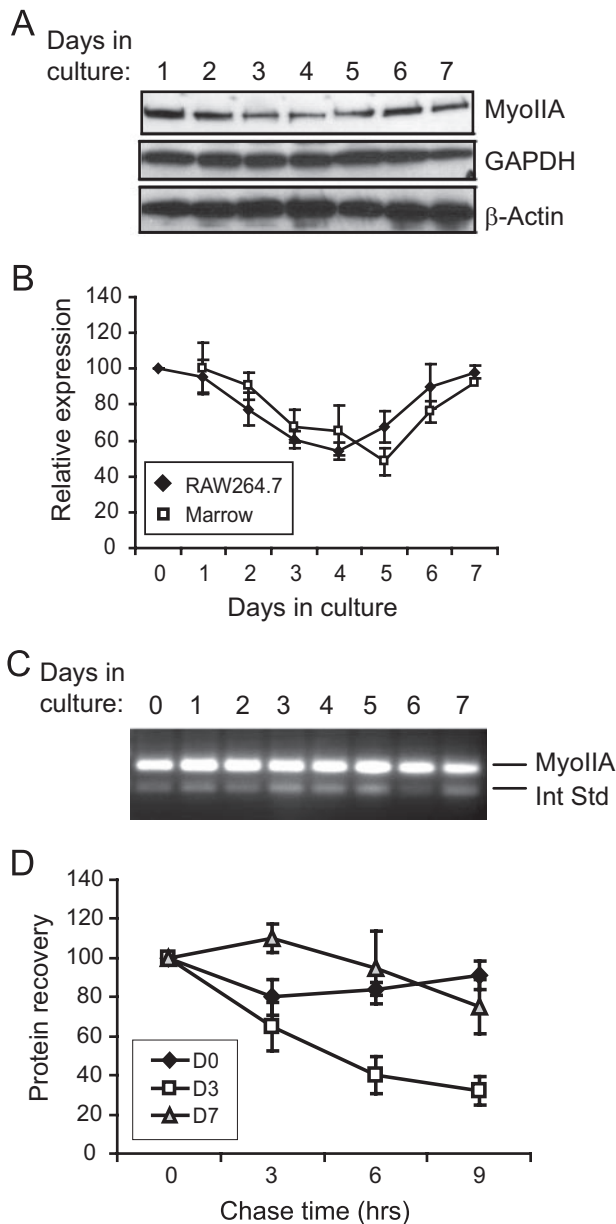 A
Days in
culture: 1 2 3 4 5 6 7
MyoIIA
GAPDH
β-Actin
B
Relative expression
140
120
100
80
60
40
20
0
RAW264.7
Marrow
0 1 2 3 4 5 6 7
Days in culture
C
Days in
culture: 0 1 2 3 4 5 6 7
MyoIIA
Int Std
D
Protein recovery
140
120
100
80
60
40
20
0
D0
D3
D7
0 3 6 9
Chase time (hrs)